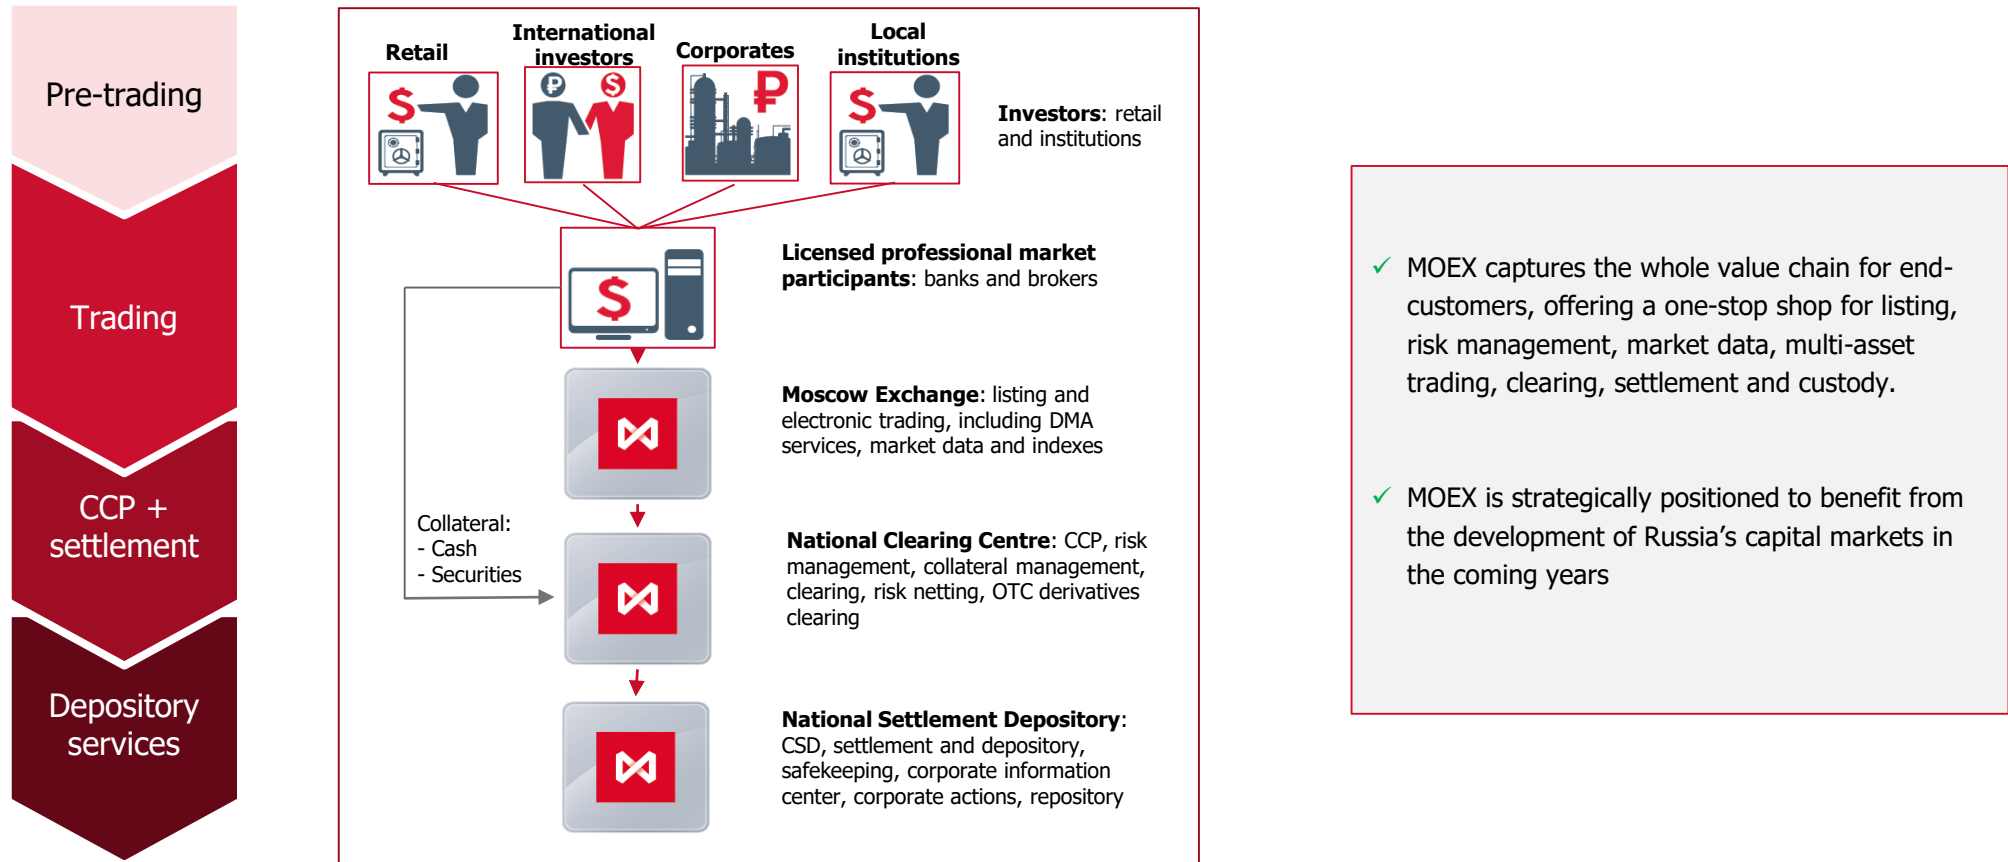 Pre-trading
Trading
CCP +
settlement
Depository
services
Retail
International
investors
Corporates
Local
institutions
$
₽
$
₽
$
Investors: retail
and institutions
$
Licensed professional market
participants: banks and brokers
Moscow Exchange: listing and
electronic trading, including DMA
services, market data and indexes
Collateral:
- Cash
- Securities
National Clearing Centre: CCP, risk
management, collateral management,
clearing, risk netting, OTC derivatives
clearing
National Settlement Depository:
CSD, settlement and depository,
safekeeping, corporate information
center, corporate actions, repository
✓ MOEX captures the whole value chain for end-
customers, offering a one-stop shop for listing,
risk management, market data, multi-asset
trading, clearing, settlement and custody.
✓ MOEX is strategically positioned to benefit from
the development of Russia’s capital markets in
the coming years